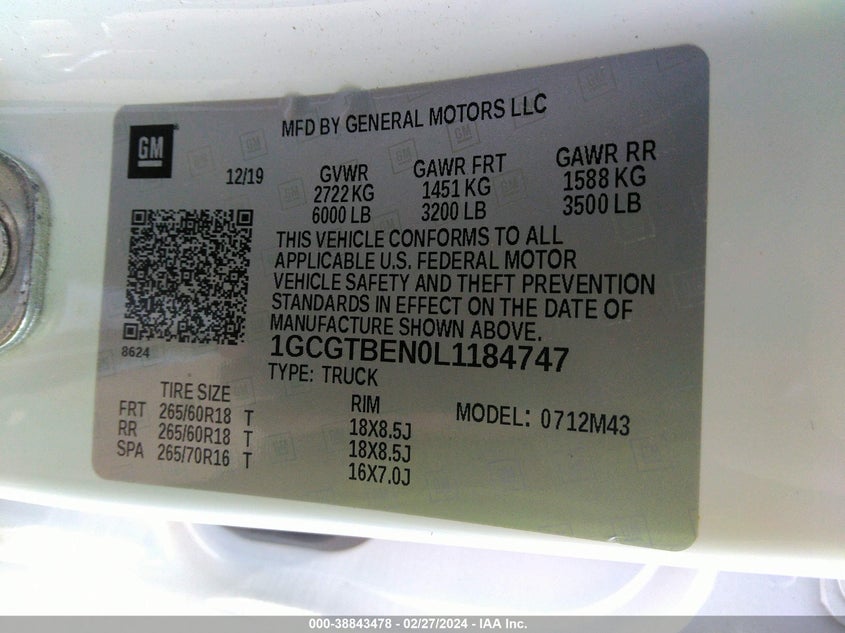 MFD BY GENERAL MOTORS LLC
GM
12/19
GVWR GAWR FRT GAWR RR
2722 KG 1451 KG 1588 KG
6000 LB 3200 LB 3500 LB
THIS VEHICLE CONFORMS TO ALL
APPLICABLE U.S. FEDERAL MOTOR
VEHICLE SAFETY AND THEFT PREVENTION
STANDARDS IN EFFECT ON THE DATE OF
MANUFACTURE SHOWN ABOVE.
8624
1GCGTBEN0L1184747
TYPE: TRUCK
TIRE SIZE RIM MODEL: 0712M43
FRT 265/60R18 T 18X8.5J
RR 265/60R18 T 18X8.5J
SPA 265/70R16 T 16X7.0J
000-38843478 - 02/27/2024 - IAA Inc.